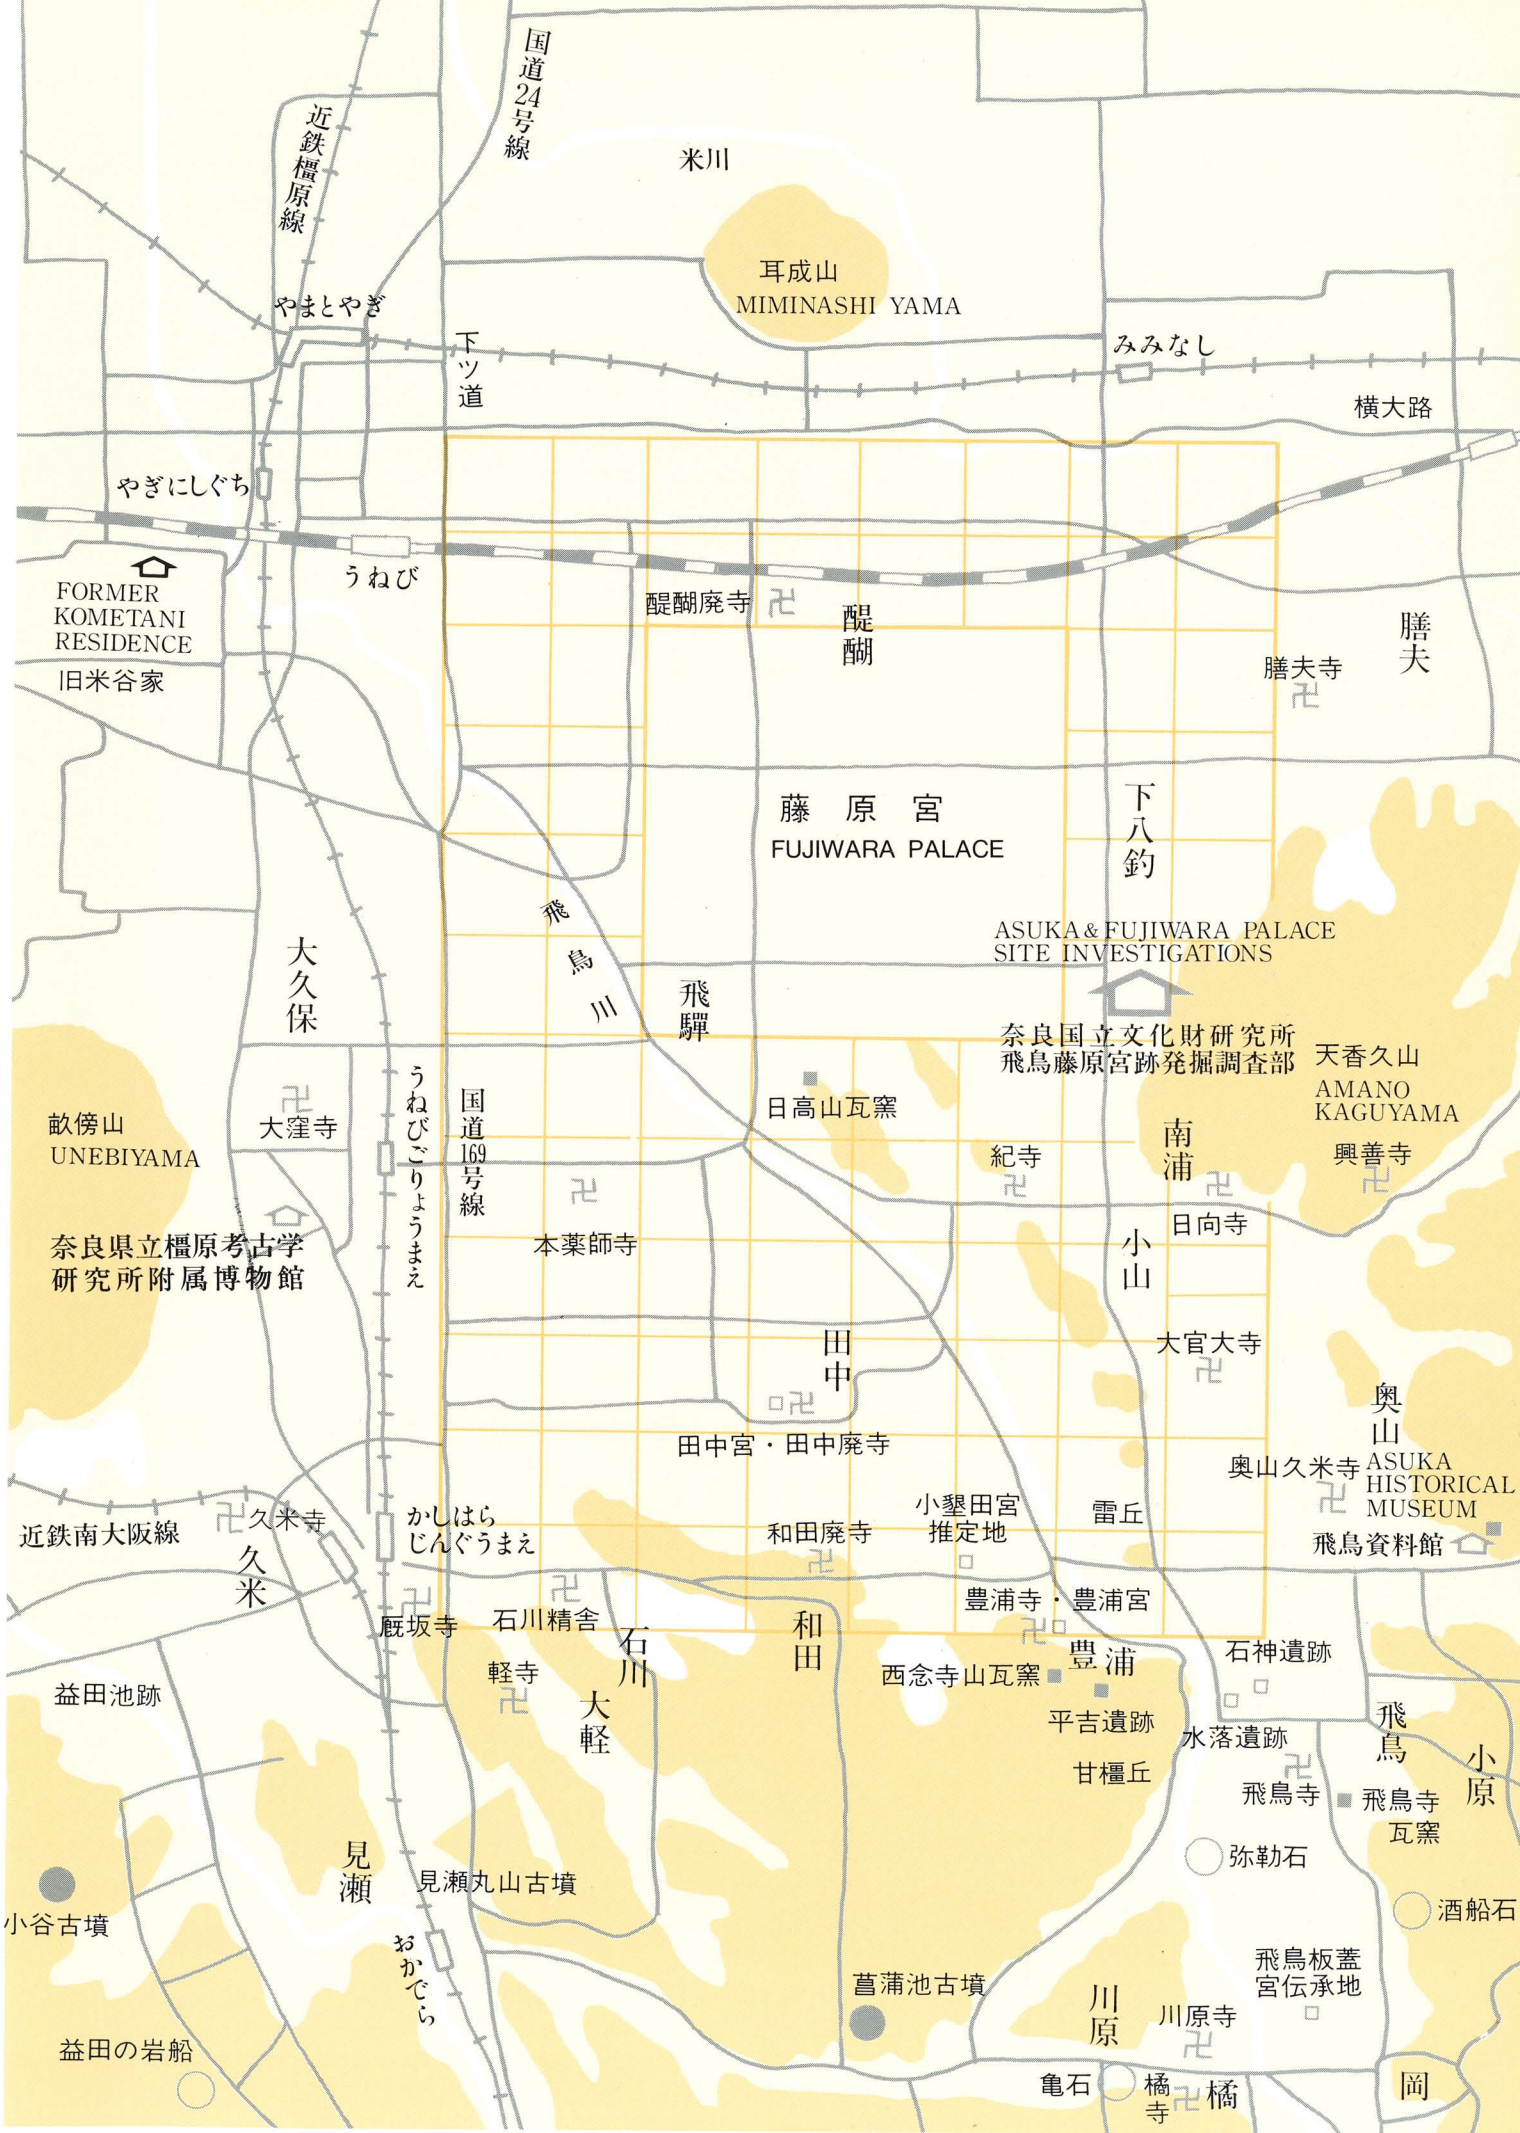 国道24号線
近鉄橿原線
米川
耳成山
MIMINASHI YAMA
やまとやぎ
下ツ道
みみなし
横大路
やぎにしぐち
うねび
FORMER
KOMETANI
RESIDENCE
旧米谷家
醍醐廃寺
醍醐
膳夫
膳夫寺
藤原宮
FUJIWARA PALACE
下八釣
飛鳥川
ASUKA & FUJIWARA PALACE
SITE INVESTIGATIONS
奈良国立文化財研究所
飛鳥藤原宮跡発掘調査部
大久保
飛驒
天香久山
AMANO
KAGUYAMA
畝傍山
UNEBIYAMA
大窪寺
うねびごりょうまえ
国道169号線
日高山瓦窯
紀寺
南浦
興善寺
日向寺
奈良県立橿原考古学
研究所附属博物館
本薬師寺
小山
田中
大官大寺
奥山
田中宮・田中廃寺
奥山久米寺
ASUKA
HISTORICAL
MUSEUM
飛鳥資料館
近鉄南大阪線
久米寺
久米
かしはら
じんぐうまえ
和田廃寺
小墾田宮
推定地
雷丘
厩坂寺
石川精舎
石川
和田
豊浦寺・豊浦宮
豊浦
石神遺跡
益田池跡
軽寺
大軽
西念寺山瓦窯
平吉遺跡
水落遺跡
飛鳥
小原
甘橿丘
飛鳥寺
飛鳥寺
瓦窯
見瀬
見瀬丸山古墳
弥勒石
小谷古墳
酒船石
おかでら
菖蒲池古墳
飛鳥板蓋
宮伝承地
川原
川原寺
益田の岩船
亀石
橘寺
橘
岡